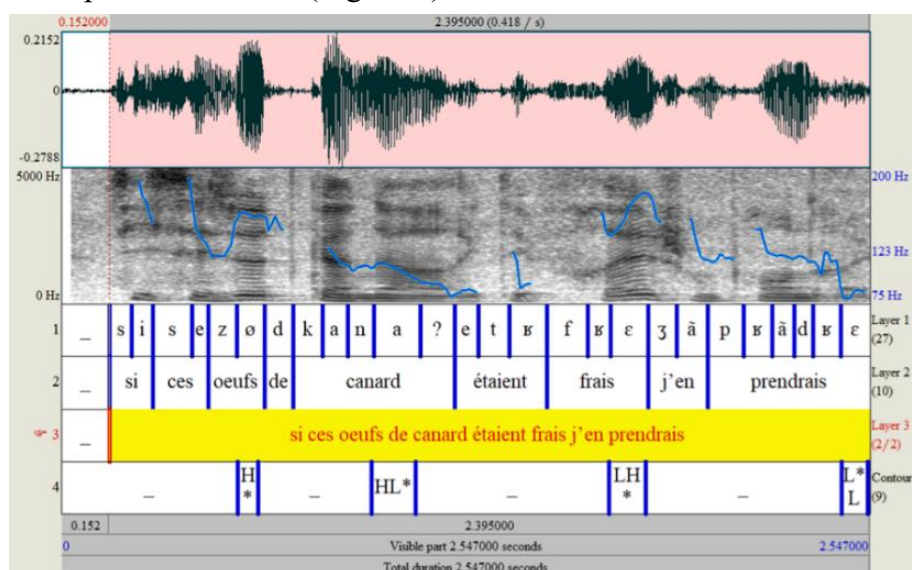 0.152000 2.395000 (0.418 / s)
0.2152
0
-0.2788
5000 Hz 200 Hz
123 Hz
0 Hz 75 Hz
1 – s i s e z ø d k a n a ? e t ʁ f ʁ ɛ ʒ ã p ʁ ã d ʁ ɛ Layer 1 (27)
2 – si ces oeufs de canard étaient frais j'en prendrais Layer 2 (10)
3 – si ces oeufs de canard étaient frais j'en prendrais Layer 3 (2/2)
4 – H* – HL* – LH* – L*L Contour (9)
0.152 2.395000
0 Visible part 2.547000 seconds 2.547000
Total duration 2.547000 seconds